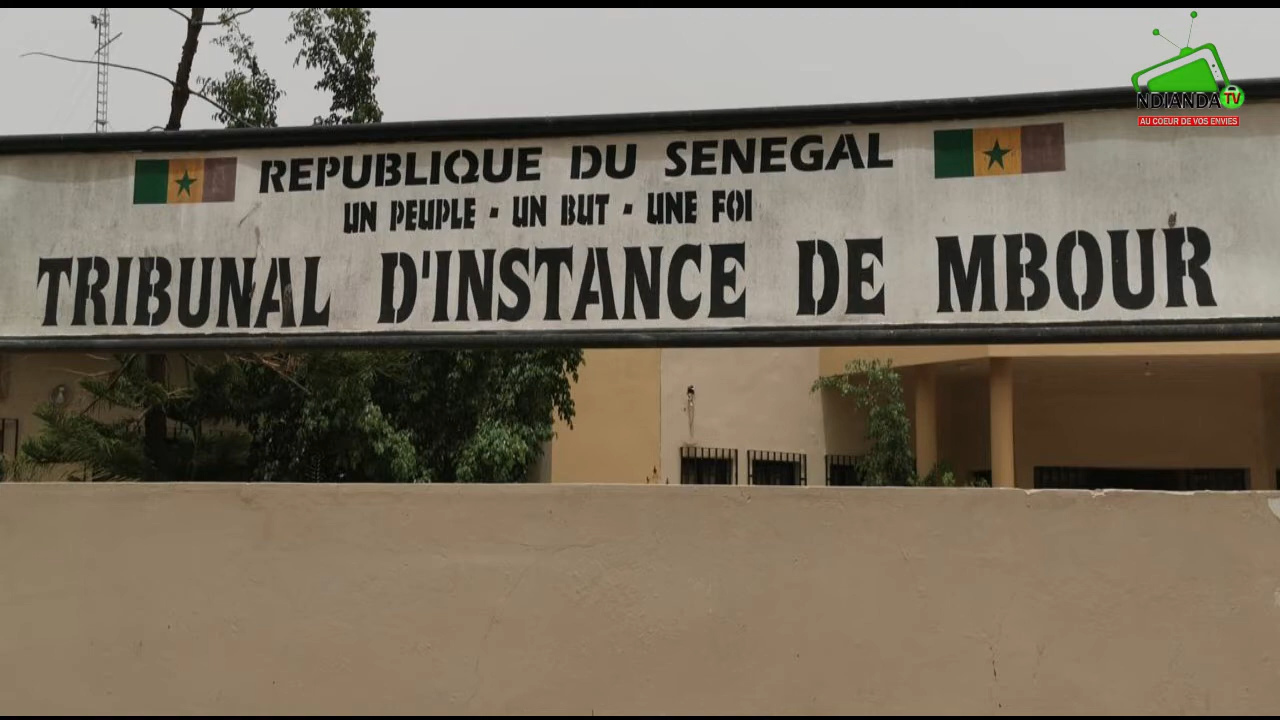 NDIANDA TV
AU COEUR DE VOS ENVIES
REPUBLIQUE DU SENEGAL
UN PEUPLE - UN BUT - UNE FOI
TRIBUNAL D'INSTANCE DE MBOUR